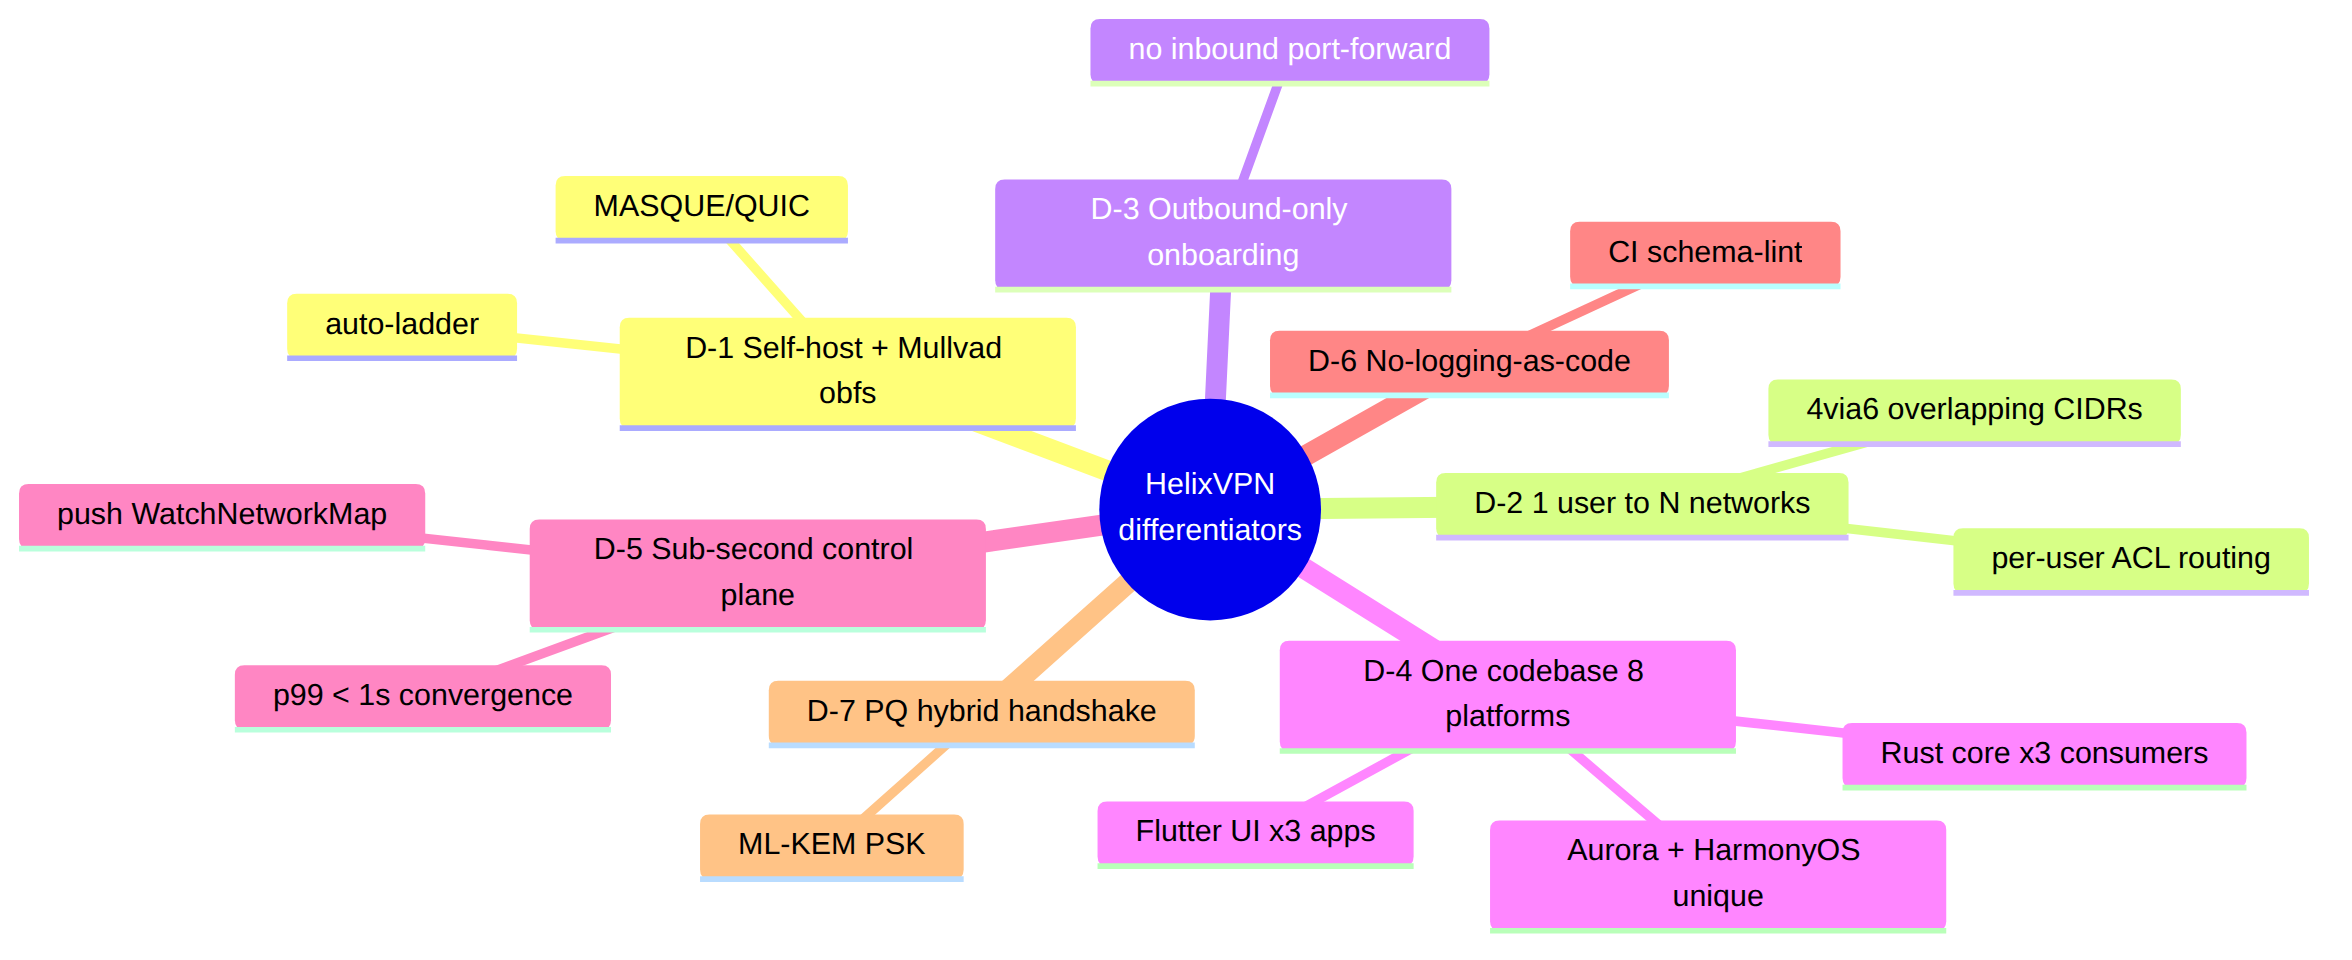 no inbound port-forward
MASQUE/QUIC
D-3 Outbound-only
onboarding
CI schema-lint
auto-ladder
D-1 Self-host + Mullvad
obfs
D-6 No-logging-as-code
4via6 overlapping CIDRs
HelixVPN
differentiators
D-2 1 user to N networks
push WatchNetworkMap
D-5 Sub-second control
plane
per-user ACL routing
p99 < 1s convergence
D-7 PQ hybrid handshake
D-4 One codebase 8
platforms
Rust core x3 consumers
ML-KEM PSK
Flutter UI x3 apps
Aurora + HarmonyOS
unique